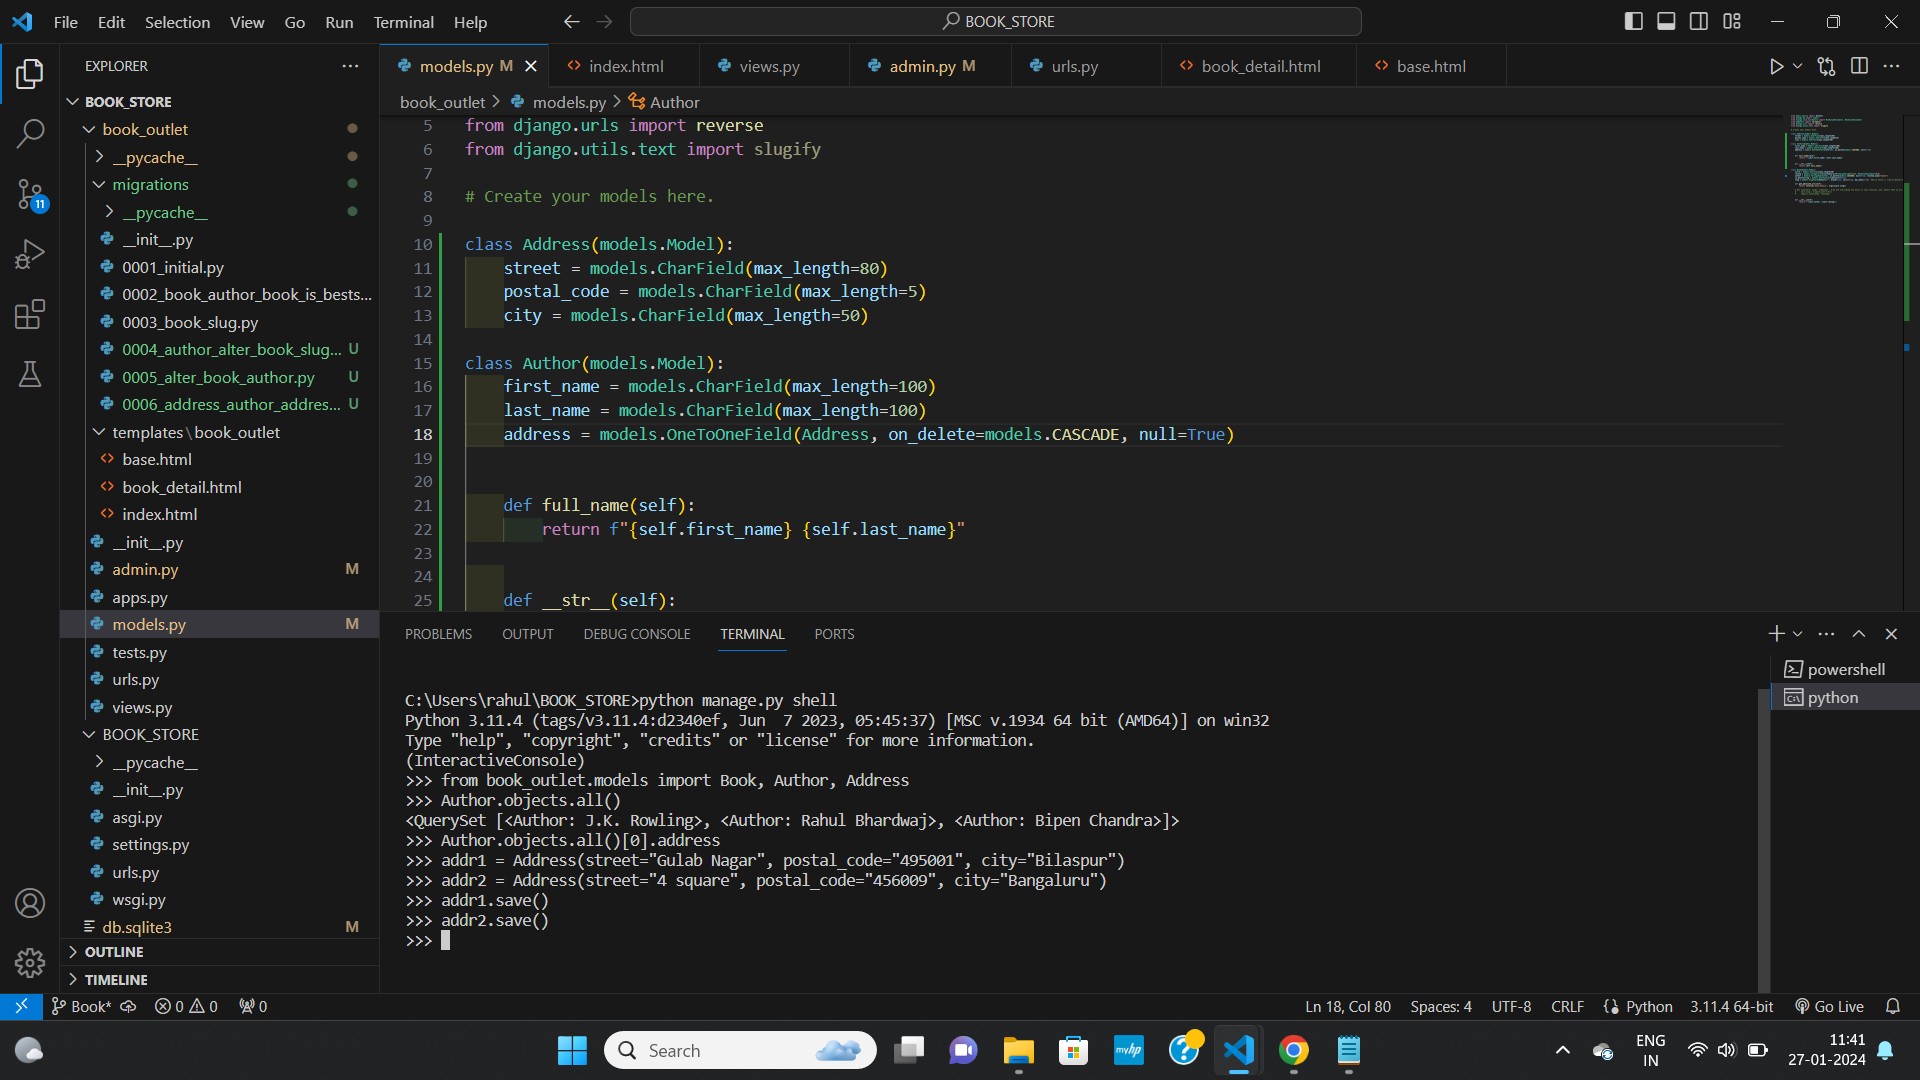 File Edit Selection View Go Run Terminal Help
BOOK_STORE
EXPLORER
BOOK_STORE
book_outlet
__pycache__
migrations
__pycache__
__init__.py
0001_initial.py
0002_book_author_book_is_bests...
0003_book_slug.py
0004_author_alter_book_slug... U
0005_alter_book_author.py U
0006_address_author_addres... U
templates\book_outlet
base.html
book_detail.html
index.html
__init__.py
admin.py M
apps.py
models.py M
tests.py
urls.py
views.py
BOOK_STORE
__pycache__
__init__.py
asgi.py
settings.py
urls.py
wsgi.py
db.sqlite3 M
OUTLINE
TIMELINE
11
models.py M index.html views.py admin.py M urls.py book_detail.html base.html
book_outlet > models.py > Author
5 from django.urls import reverse
6 from django.utils.text import slugify
7
8 # Create your models here.
9
10 class Address(models.Model):
11 street = models.CharField(max_length=80)
12 postal_code = models.CharField(max_length=5)
13 city = models.CharField(max_length=50)
14
15 class Author(models.Model):
16 first_name = models.CharField(max_length=100)
17 last_name = models.CharField(max_length=100)
18 address = models.OneToOneField(Address, on_delete=models.CASCADE, null=True)
19
20
21 def full_name(self):
22 return f"{self.first_name} {self.last_name}"
23
24
25 def __str__(self):
PROBLEMS OUTPUT DEBUG CONSOLE TERMINAL PORTS
powershell
python
C:\Users\rahul\BOOK_STORE>python manage.py shell
Python 3.11.4 (tags/v3.11.4:d2340ef, Jun  7 2023, 05:45:37) [MSC v.1934 64 bit (AMD64)] on win32
Type "help", "copyright", "credits" or "license" for more information.
(InteractiveConsole)
>>> from book_outlet.models import Book, Author, Address
>>> Author.objects.all()
<QuerySet [<Author: J.K. Rowling>, <Author: Rahul Bhardwaj>, <Author: Bipen Chandra>]>
>>> Author.objects.all()[0].address
>>> addr1 = Address(street="Gulab Nagar", postal_code="495001", city="Bilaspur")
>>> addr2 = Address(street="4 square", postal_code="456009", city="Bangaluru")
>>> addr1.save()
>>> addr2.save()
>>>
Book* 0 0 0 Ln 18, Col 80 Spaces: 4 UTF-8 CRLF Python 3.11.4 64-bit Go Live
Search
myhp
ENG
IN
11:41
27-01-2024